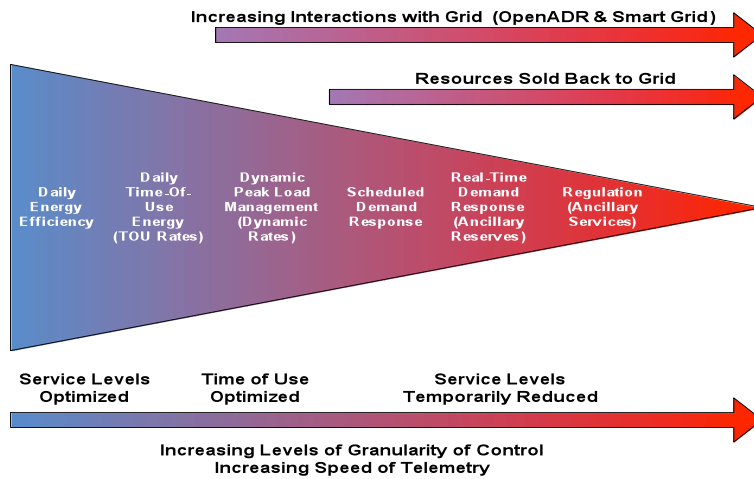 Increasing Interactions with Grid (OpenADR & Smart Grid)
Resources Sold Back to Grid
Daily
Energy
Efficiency
Daily
Time-Of-
Use
Energy
(TOU Rates)
Dynamic
Peak Load
Management
(Dynamic
Rates)
Scheduled
Demand
Response
Real-Time
Demand
Response
(Ancillary
Reserves)
Regulation
(Ancillary
Services)
Service Levels
Optimized
Time of Use
Optimized
Service Levels
Temporarily Reduced
Increasing Levels of Granularity of Control
Increasing Speed of Telemetry